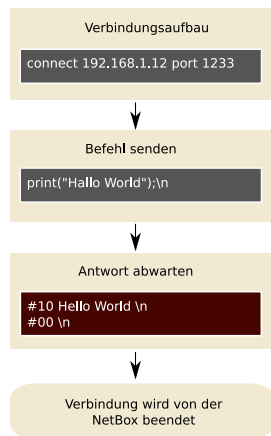 Verbindungsaufbau
connect 192.168.1.12 port 1233
Befehl senden
print("Hallo World");\n
Antwort abwarten
#10 Hello World \n
#00 \n
Verbindung wird von der
NetBox beendet